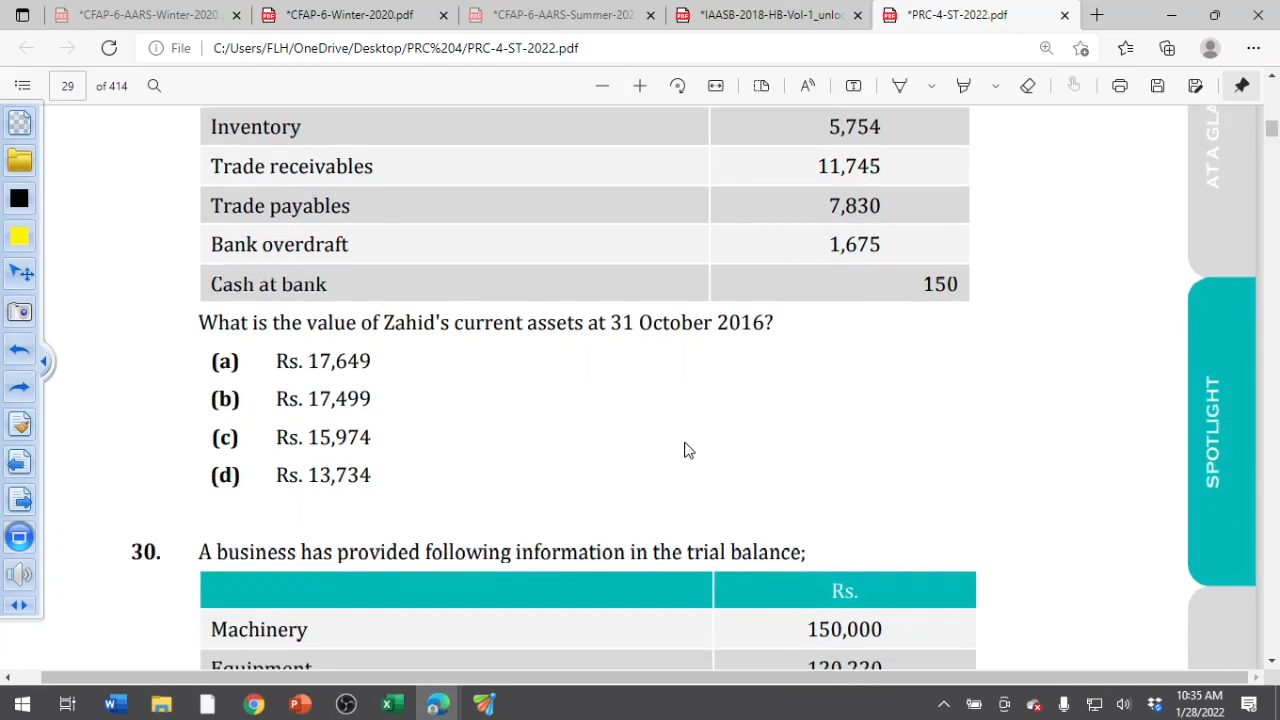 *CFAP-6-AARS-Winter-2020.
*CFAP-6-Winter-2020.pdf
*CFAP-6-AARS-Summer-202
*IAASB-2018-HB-Vol-1_unlo
*PRC-4-ST-2022.pdf
File
C:/Users/FLH/OneDrive/Desktop/PRC%204/PRC-4-ST-2022.pdf
29 of 414
Inventory 5,754
Trade receivables 11,745
Trade payables 7,830
Bank overdraft 1,675
Cash at bank 150
What is the value of Zahid's current assets at 31 October 2016?
(a) Rs. 17,649
(b) Rs. 17,499
(c) Rs. 15,974
(d) Rs. 13,734
30. A business has provided following information in the trial balance;
Rs.
Machinery 150,000
Equipment 120,220
AT A GLA
SPOTLIGHT
10:35 AM
1/28/2022